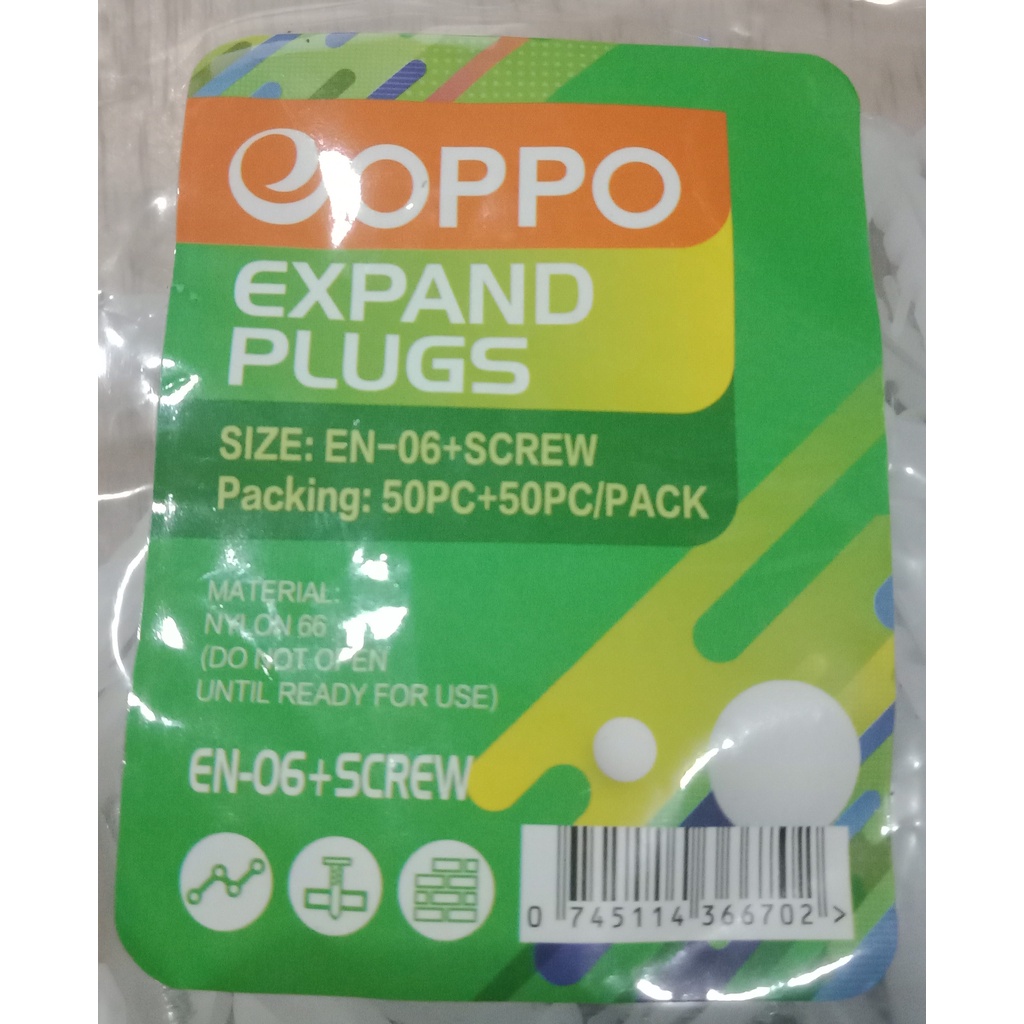 OPPO
EXPAND
PLUGS
SIZE: EN-06+SCREW
Packing: 50PC+50PC/PACK
MATERIAL:
NYLON 66
(DO NOT OPEN
UNTIL READY FOR USE)
EN-06+SCREW
0 745114 366702 >